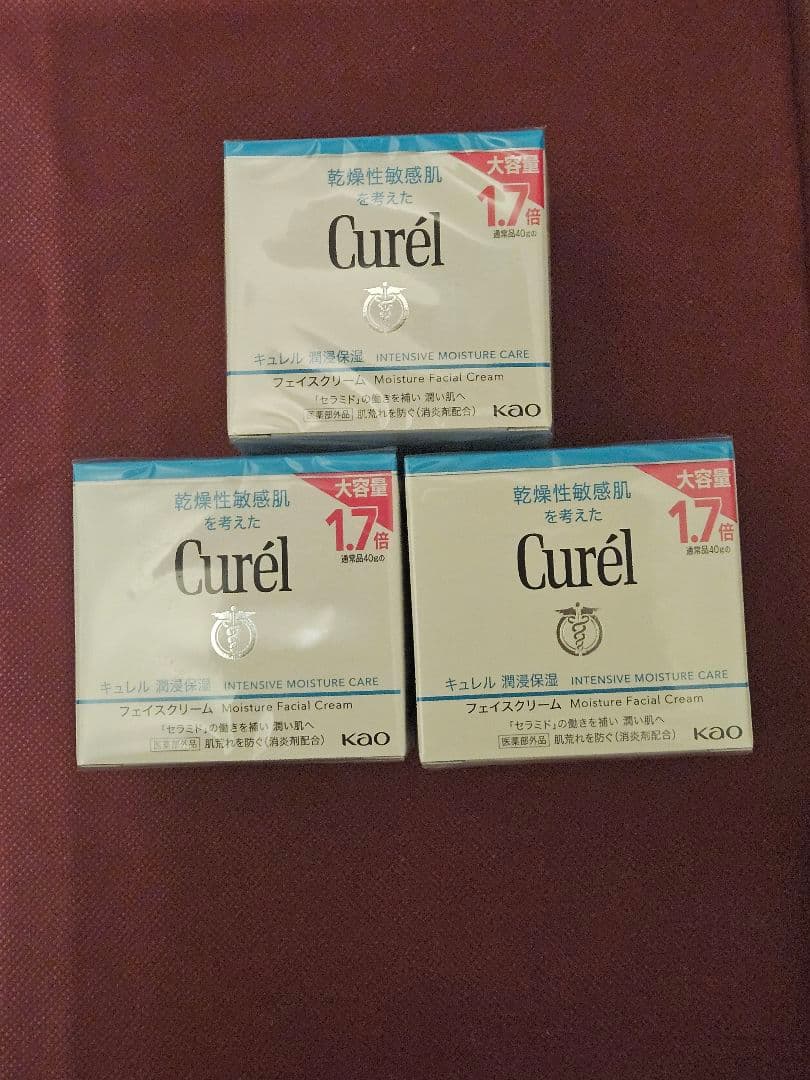 乾燥性敏感肌
を考えた
Curél
大容量
1.7倍
通常品40gの
キュレル 潤浸保湿 INTENSIVE MOISTURE CARE
フェイスクリーム Moisture Facial Cream
「セラミド」の働きを補い 潤い肌へ
医薬部外品 肌荒れを防ぐ(消炎剤配合)
Kao
乾燥性敏感肌
を考えた
Curél
大容量
1.7倍
通常品40gの
キュレル 潤浸保湿 INTENSIVE MOISTURE CARE
フェイスクリーム Moisture Facial Cream
「セラミド」の働きを補い 潤い肌へ
医薬部外品 肌荒れを防ぐ(消炎剤配合)
Kao
乾燥性敏感肌
を考えた
Curél
大容量
1.7倍
通常品40gの
キュレル 潤浸保湿 INTENSIVE MOISTURE CARE
フェイスクリーム Moisture Facial Cream
「セラミド」の働きを補い 潤い肌へ
医薬部外品 肌荒れを防ぐ(消炎剤配合)
Kao